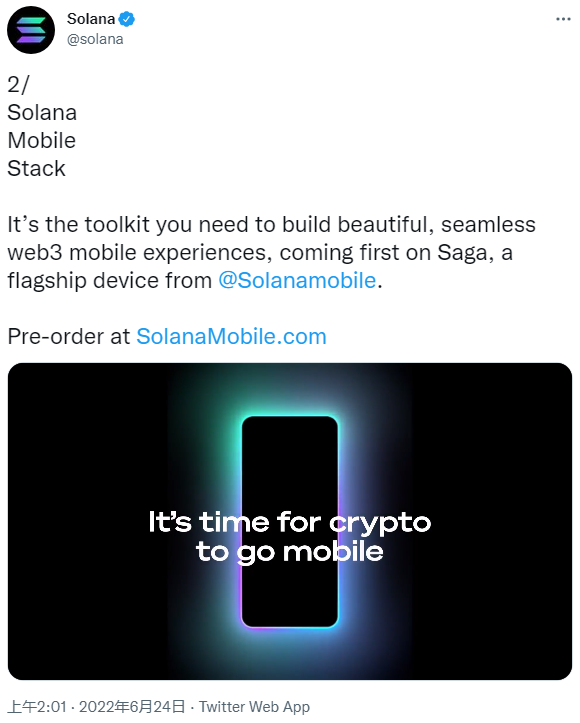 Solana
@solana
2/
Solana
Mobile
Stack
It’s the toolkit you need to build beautiful, seamless
web3 mobile experiences, coming first on Saga, a
flagship device from @Solanamobile.
Pre-order at SolanaMobile.com
It’s time for crypto
to go mobile
上午2:01 · 2022年6月24日 · Twitter Web App